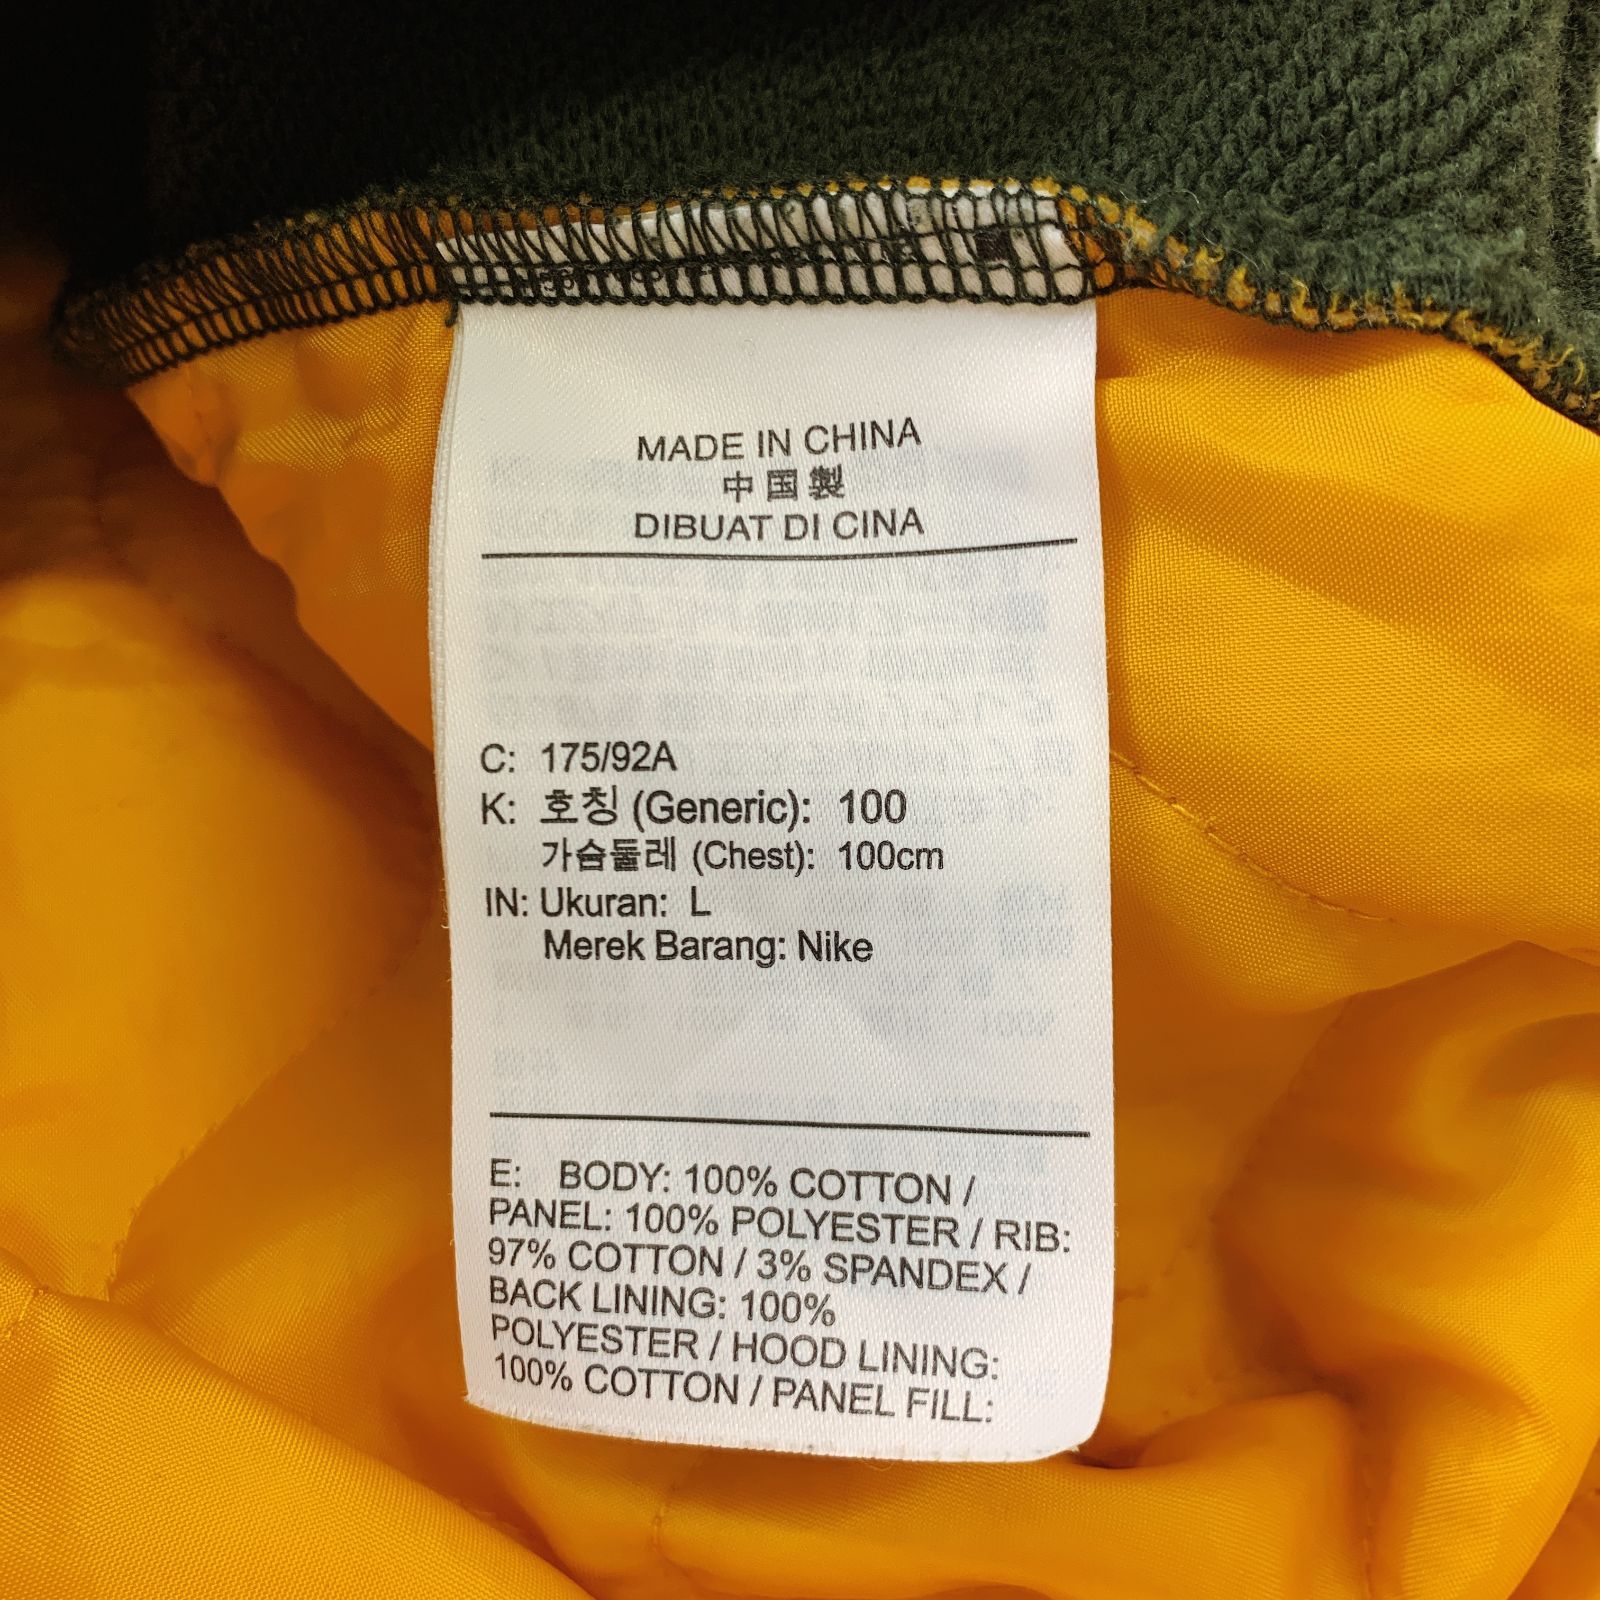 MADE IN CHINA
中国製
DIBUAT DI CINA
C: 175/92A
K: 호칭 (Generic): 100
가슴둘레 (Chest): 100cm
IN: Ukuran: L
Merek Barang: Nike
E: BODY: 100% COTTON /
PANEL: 100% POLYESTER / RIB:
97% COTTON / 3% SPANDEX /
BACK LINING: 100%
POLYESTER / HOOD LINING:
100% COTTON / PANEL FILL: